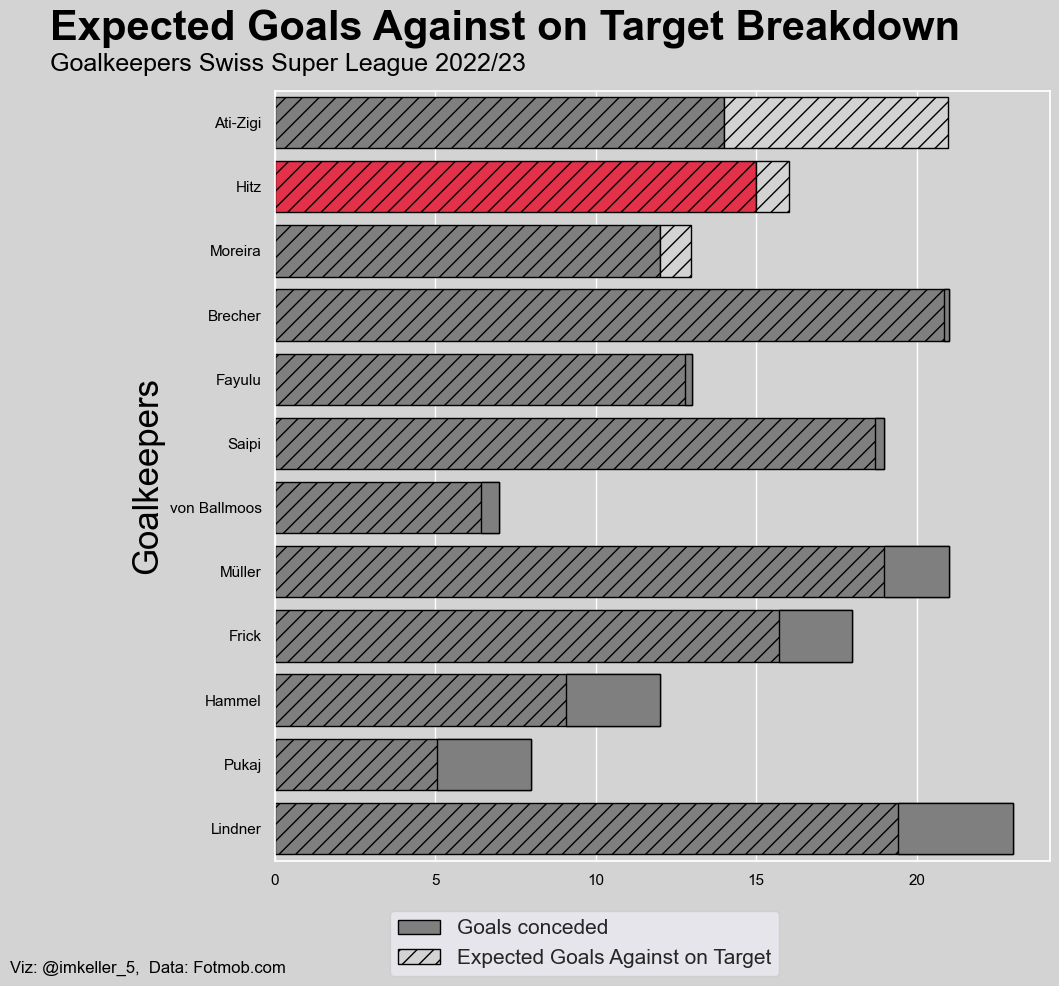 Expected Goals Against on Target Breakdown
Goalkeepers Swiss Super League 2022/23
Goalkeepers
Ati-Zigi
Hitz
Moreira
Brecher
Fayulu
Saipi
von Ballmoos
Müller
Frick
Hammel
Pukaj
Lindner
0 5 10 15 20
Goals conceded
Expected Goals Against on Target
Viz: @imkeller_5,  Data: Fotmob.com